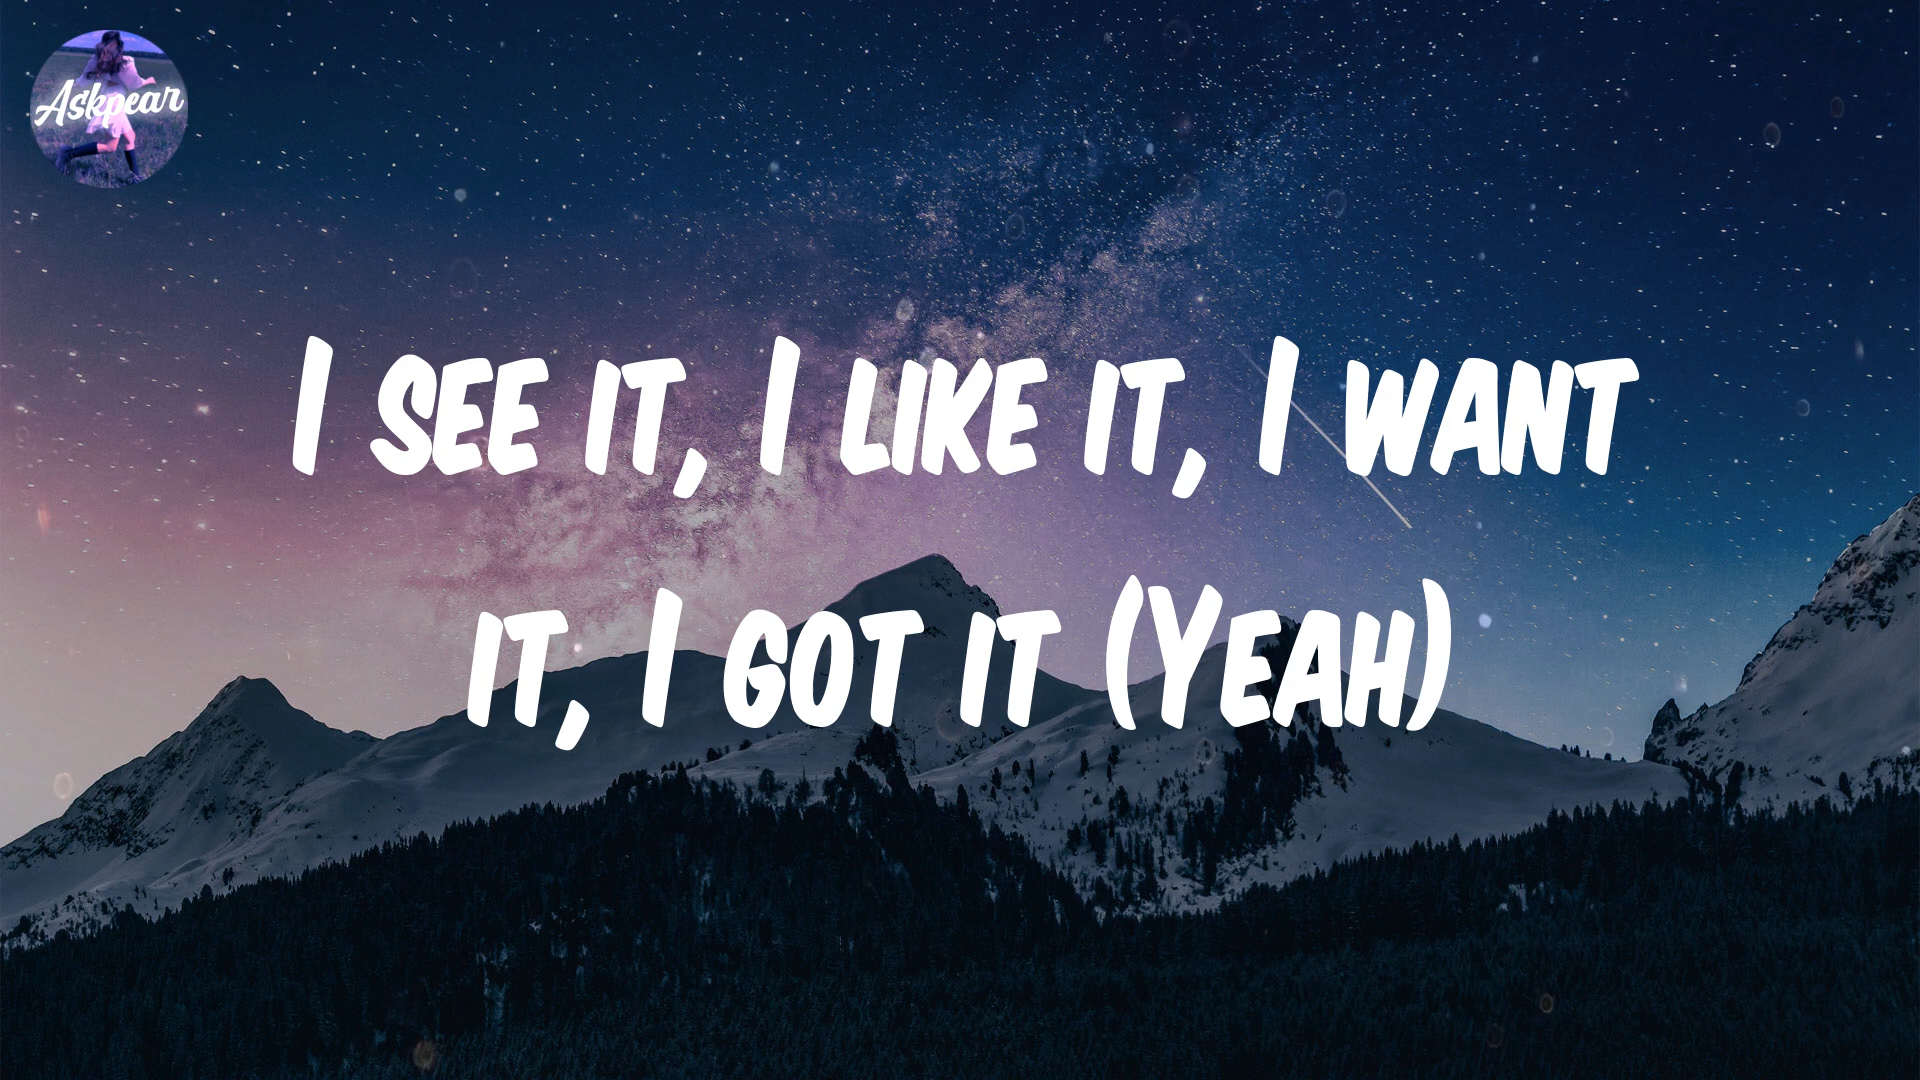 Askpear
I see it, I like it, I want
it, I got it (Yeah)